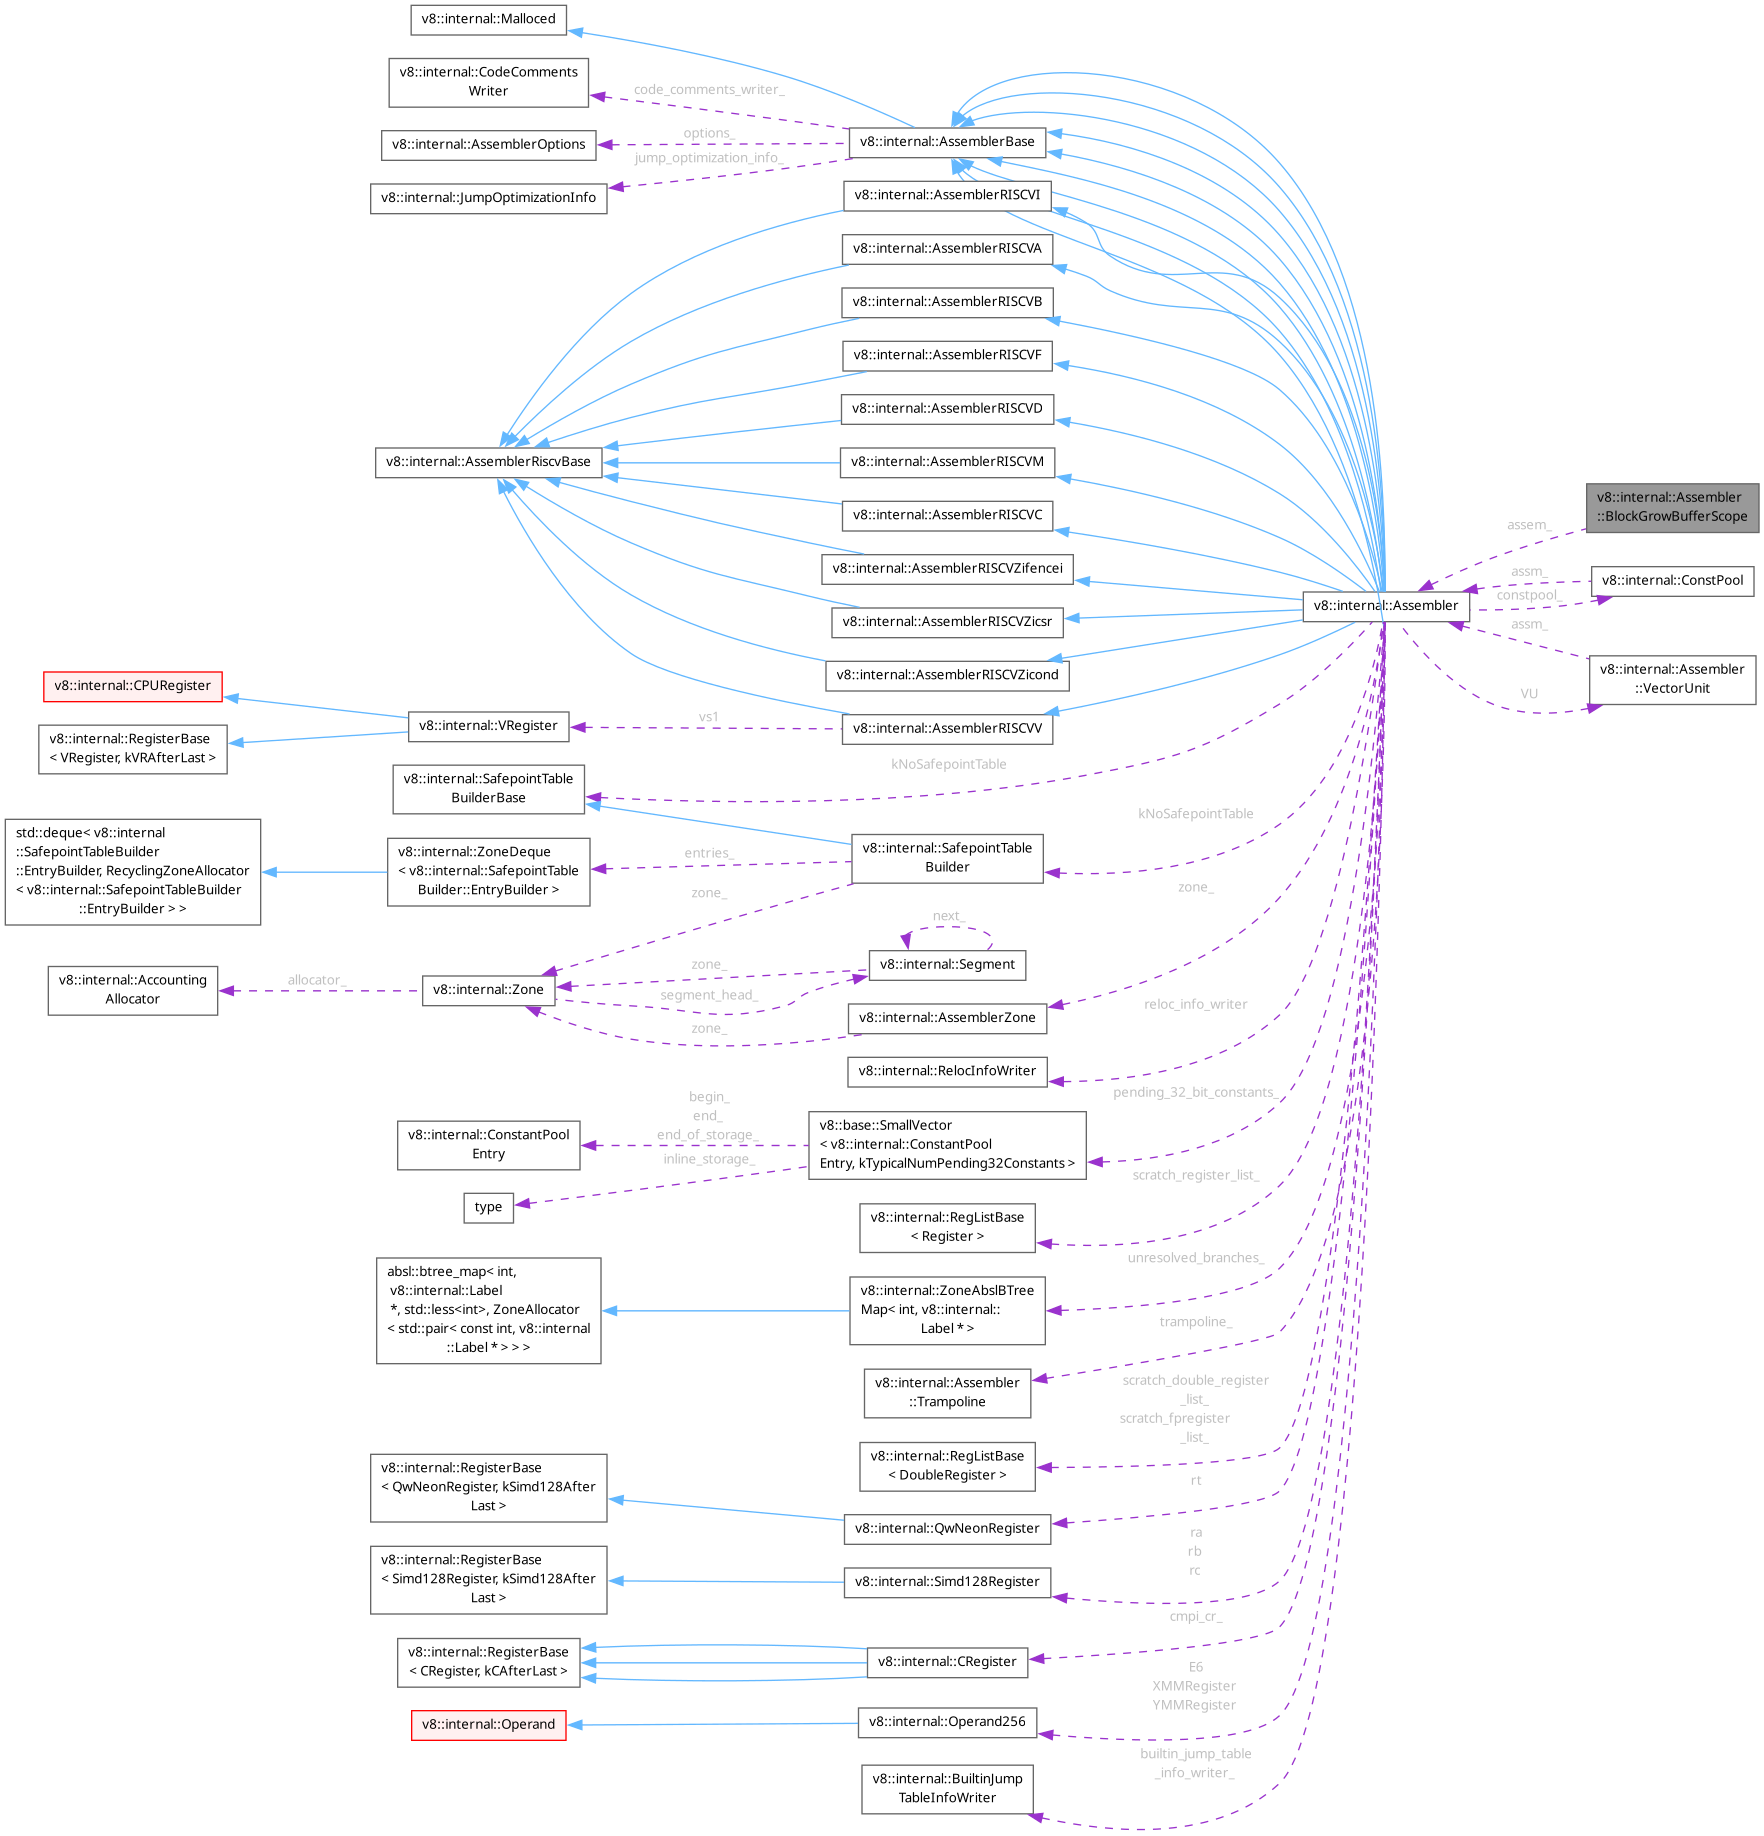 v8::internal::Malloced
v8::internal::CodeComments
Writer
code_comments_writer_
v8::internal::AssemblerOptions
options_
v8::internal::AssemblerBase
jump_optimization_info_
v8::internal::JumpOptimizationInfo
v8::internal::AssemblerRISCVI
v8::internal::AssemblerRISCVA
v8::internal::AssemblerRISCVB
v8::internal::AssemblerRISCVF
v8::internal::AssemblerRISCVD
v8::internal::AssemblerRiscvBase
v8::internal::AssemblerRISCVM
v8::internal::AssemblerRISCVC
v8::internal::Assembler
::BlockGrowBufferScope
assem_
v8::internal::AssemblerRISCVZifencei
assm_
v8::internal::ConstPool
constpool_
v8::internal::Assembler
v8::internal::AssemblerRISCVZicsr
assm_
v8::internal::AssemblerRISCVZicond
v8::internal::Assembler
::VectorUnit
VU
v8::internal::CPURegister
v8::internal::VRegister
vs1
v8::internal::AssemblerRISCVV
v8::internal::RegisterBase
< VRegister, kVRAfterLast >
kNoSafepointTable
v8::internal::SafepointTable
BuilderBase
kNoSafepointTable
std::deque< v8::internal
::SafepointTableBuilder
::EntryBuilder, RecyclingZoneAllocator
< v8::internal::SafepointTableBuilder
::EntryBuilder > >
v8::internal::ZoneDeque
< v8::internal::SafepointTable
Builder::EntryBuilder >
entries_
v8::internal::SafepointTable
Builder
zone_
zone_
next_
v8::internal::Segment
zone_
v8::internal::Accounting
Allocator
allocator_
v8::internal::Zone
segment_head_
v8::internal::AssemblerZone
reloc_info_writer
zone_
v8::internal::RelocInfoWriter
pending_32_bit_constants_
begin_
end_
end_of_storage_
v8::internal::ConstantPool
Entry
v8::base::SmallVector
< v8::internal::ConstantPool
Entry, kTypicalNumPending32Constants >
inline_storage_
type
scratch_register_list_
v8::internal::RegListBase
< Register >
unresolved_branches_
absl::btree_map< int,
v8::internal::Label
*, std::less<int>, ZoneAllocator
< std::pair< const int, v8::internal
::Label * > > >
v8::internal::ZoneAbslBTree
Map< int, v8::internal::
Label * >
trampoline_
v8::internal::Assembler
::Trampoline
scratch_double_register
_list_
scratch_fpregister
_list_
v8::internal::RegListBase
< DoubleRegister >
rt
v8::internal::RegisterBase
< QwNeonRegister, kSimd128After
Last >
v8::internal::QwNeonRegister
ra
rb
rc
v8::internal::RegisterBase
< Simd128Register, kSimd128After
Last >
v8::internal::Simd128Register
cmpi_cr_
v8::internal::RegisterBase
< CRegister, kCAfterLast >
v8::internal::CRegister
E6
XMMRegister
YMMRegister
v8::internal::Operand
v8::internal::Operand256
builtin_jump_table
_info_writer_
v8::internal::BuiltinJump
TableInfoWriter